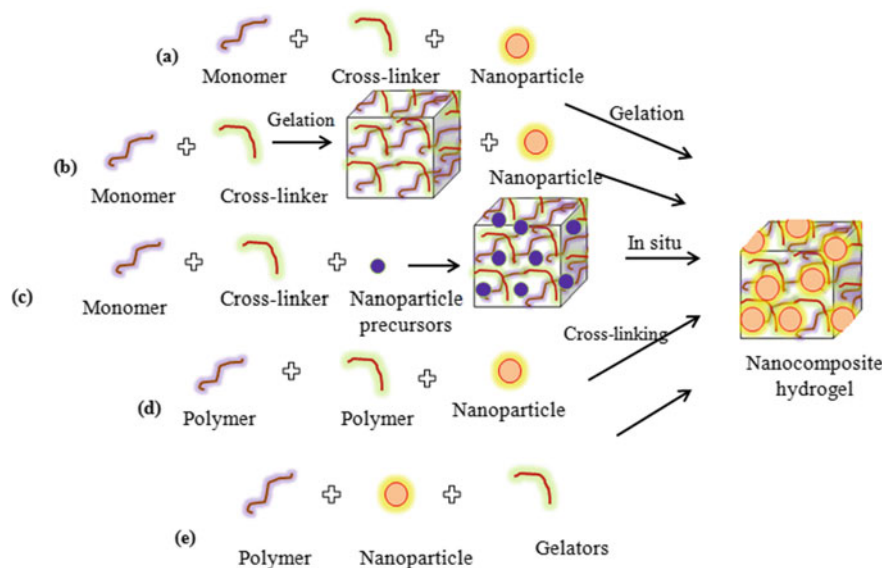 (a)
Monomer
Cross-linker
Nanoparticle
Gelation
Gelation
(b)
Monomer
Cross-linker
Nanoparticle
In situ
(c)
Monomer
Cross-linker
Nanoparticle
precursors
Cross-linking
Nanocomposite
hydrogel
(d)
Polymer
Polymer
Nanoparticle
(e)
Polymer
Nanoparticle
Gelators